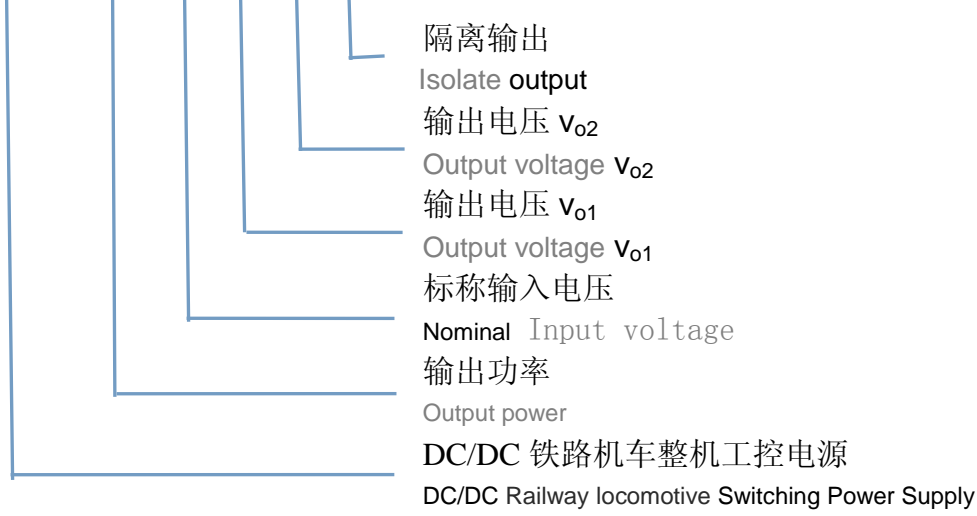 隔离输出
Isolate output
输出电压 vo2
Output voltage vo2
输出电压 vo1
Output voltage vo1
标称输入电压
Nominal Input voltage
输出功率
Output power
DC/DC 铁路机车整机工控电源
DC/DC Railway locomotive Switching Power Supply